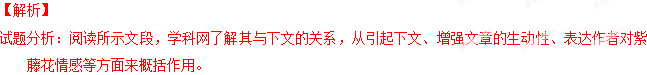 【解析】
试题分析：阅读所示文段，学科网了解其与下文的关系，从引起下文、增强文章的生动性、表达作者对紫
藤花情感等方面来概括作用。